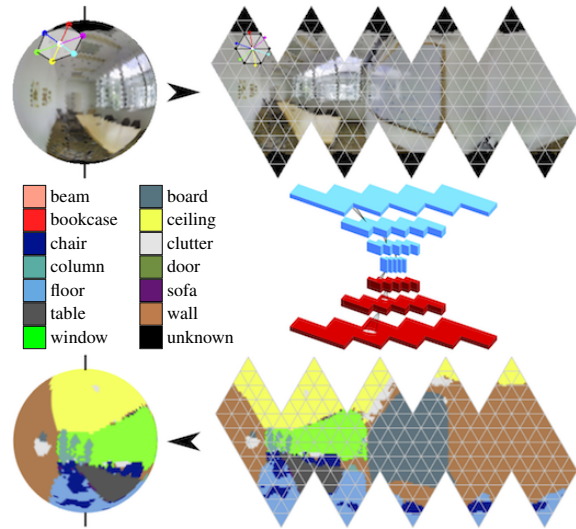 beam board
bookcase ceiling
chair clutter
column door
floor sofa
table wall
window unknown